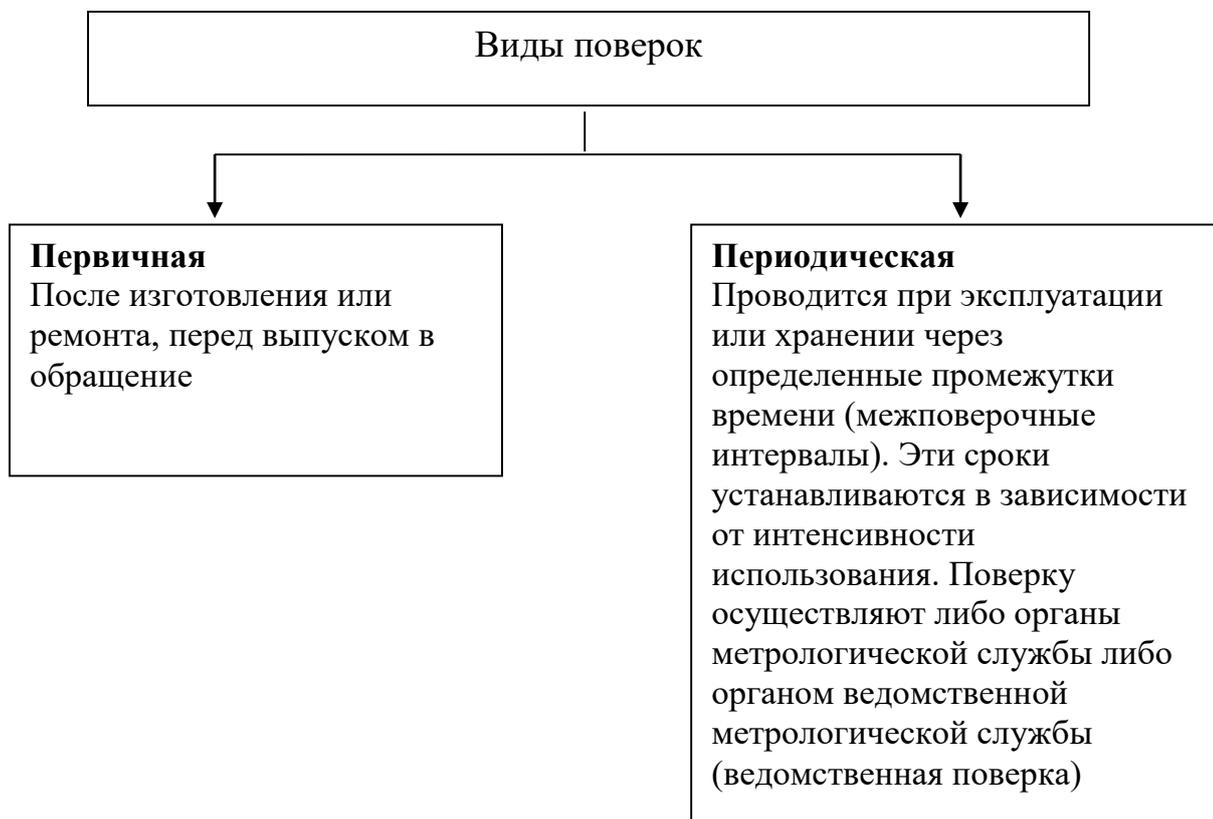 Виды поверок
Первичная
После изготовления или
ремонта, перед выпуском в
обращение
Периодическая
Проводится при эксплуатации
или хранении через
определенные промежутки
времени (межповерочные
интервалы). Эти сроки
устанавливаются в зависимости
от интенсивности
использования. Поверку
осуществляют либо органы
метрологической службы либо
органом ведомственной
метрологической службы
(ведомственная поверка)